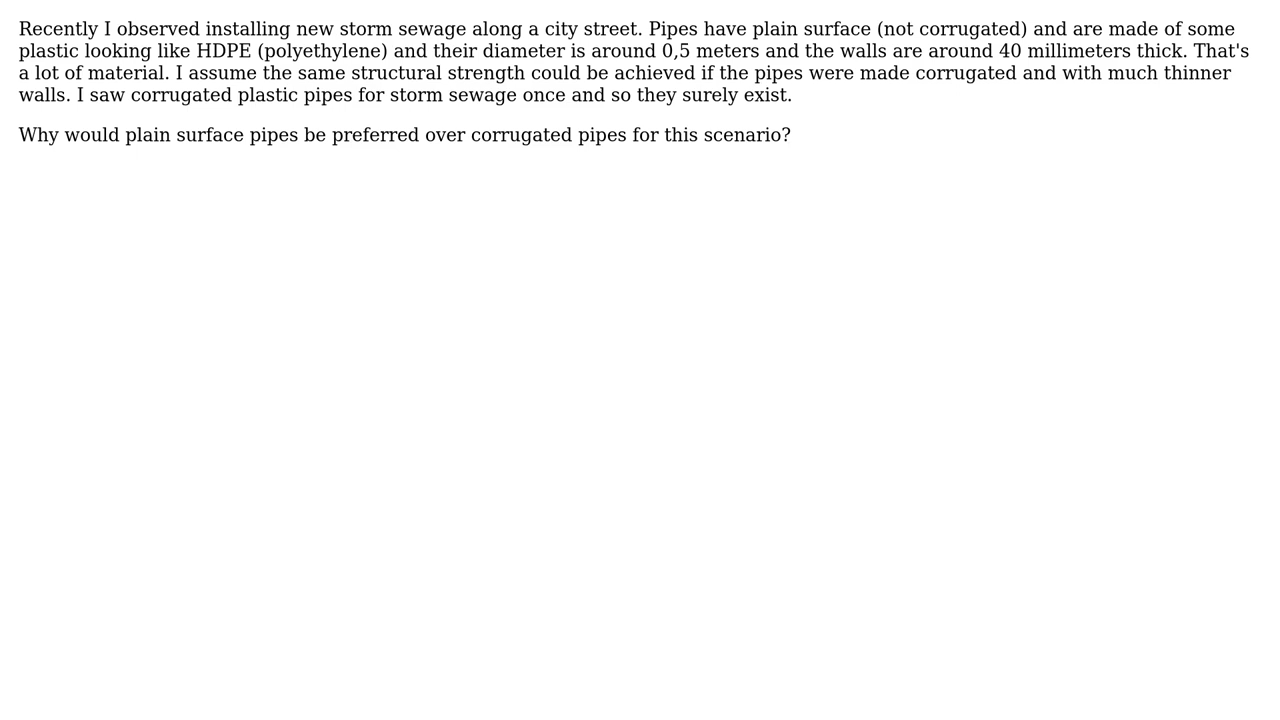 Recently I observed installing new storm sewage along a city street. Pipes have plain surface (not corrugated) and are made of some
plastic looking like HDPE (polyethylene) and their diameter is around 0,5 meters and the walls are around 40 millimeters thick. That's
a lot of material. I assume the same structural strength could be achieved if the pipes were made corrugated and with much thinner
walls. I saw corrugated plastic pipes for storm sewage once and so they surely exist.
Why would plain surface pipes be preferred over corrugated pipes for this scenario?